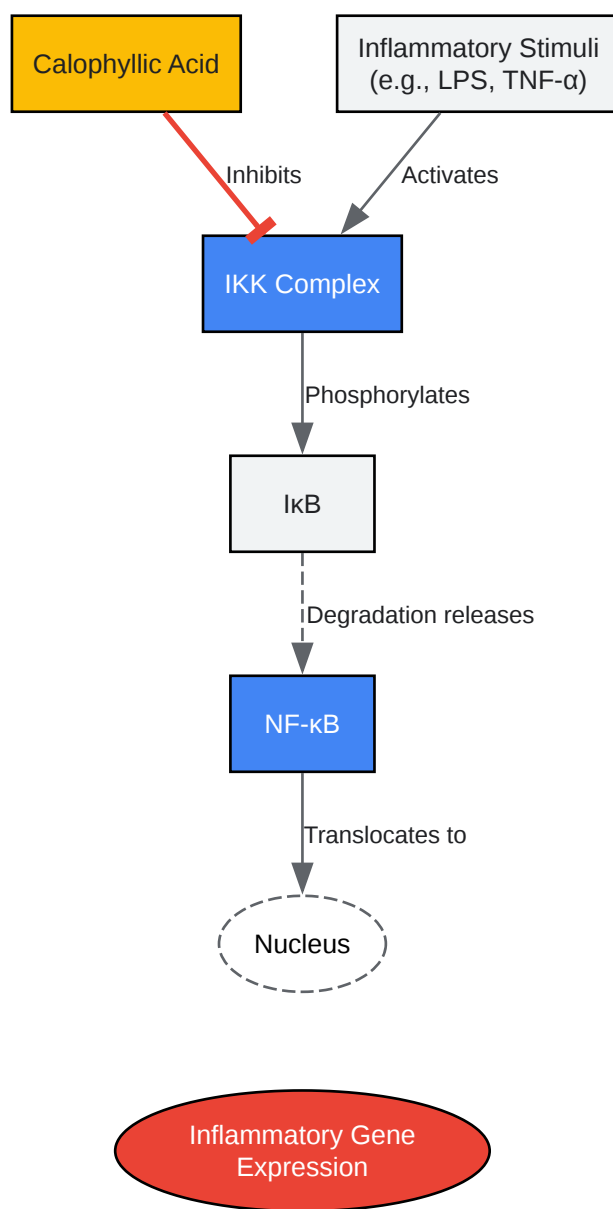 Calophyllic Acid
Inflammatory Stimuli
(e.g., LPS, TNF-α)
Inhibits
Activates
IKK Complex
Phosphorylates
IκB
Degradation releases
NF-κB
Translocates to
Nucleus
Inflammatory Gene
Expression